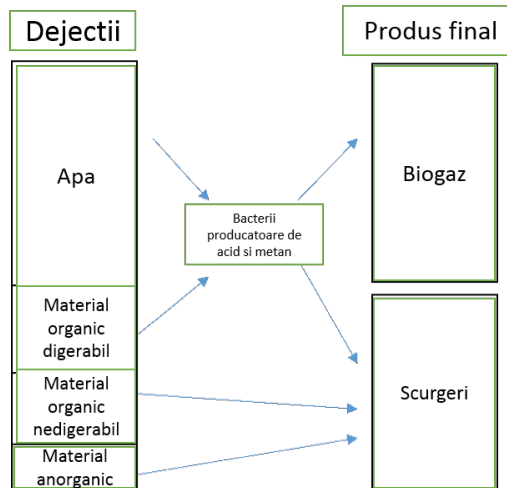 Dejectii
Produs final
Apa
Biogaz
Bacterii
producatoare de
acid si metan
Material
organic
digerabil
Material
organic
nedigerabil
Scurgeri
Material
anorganic